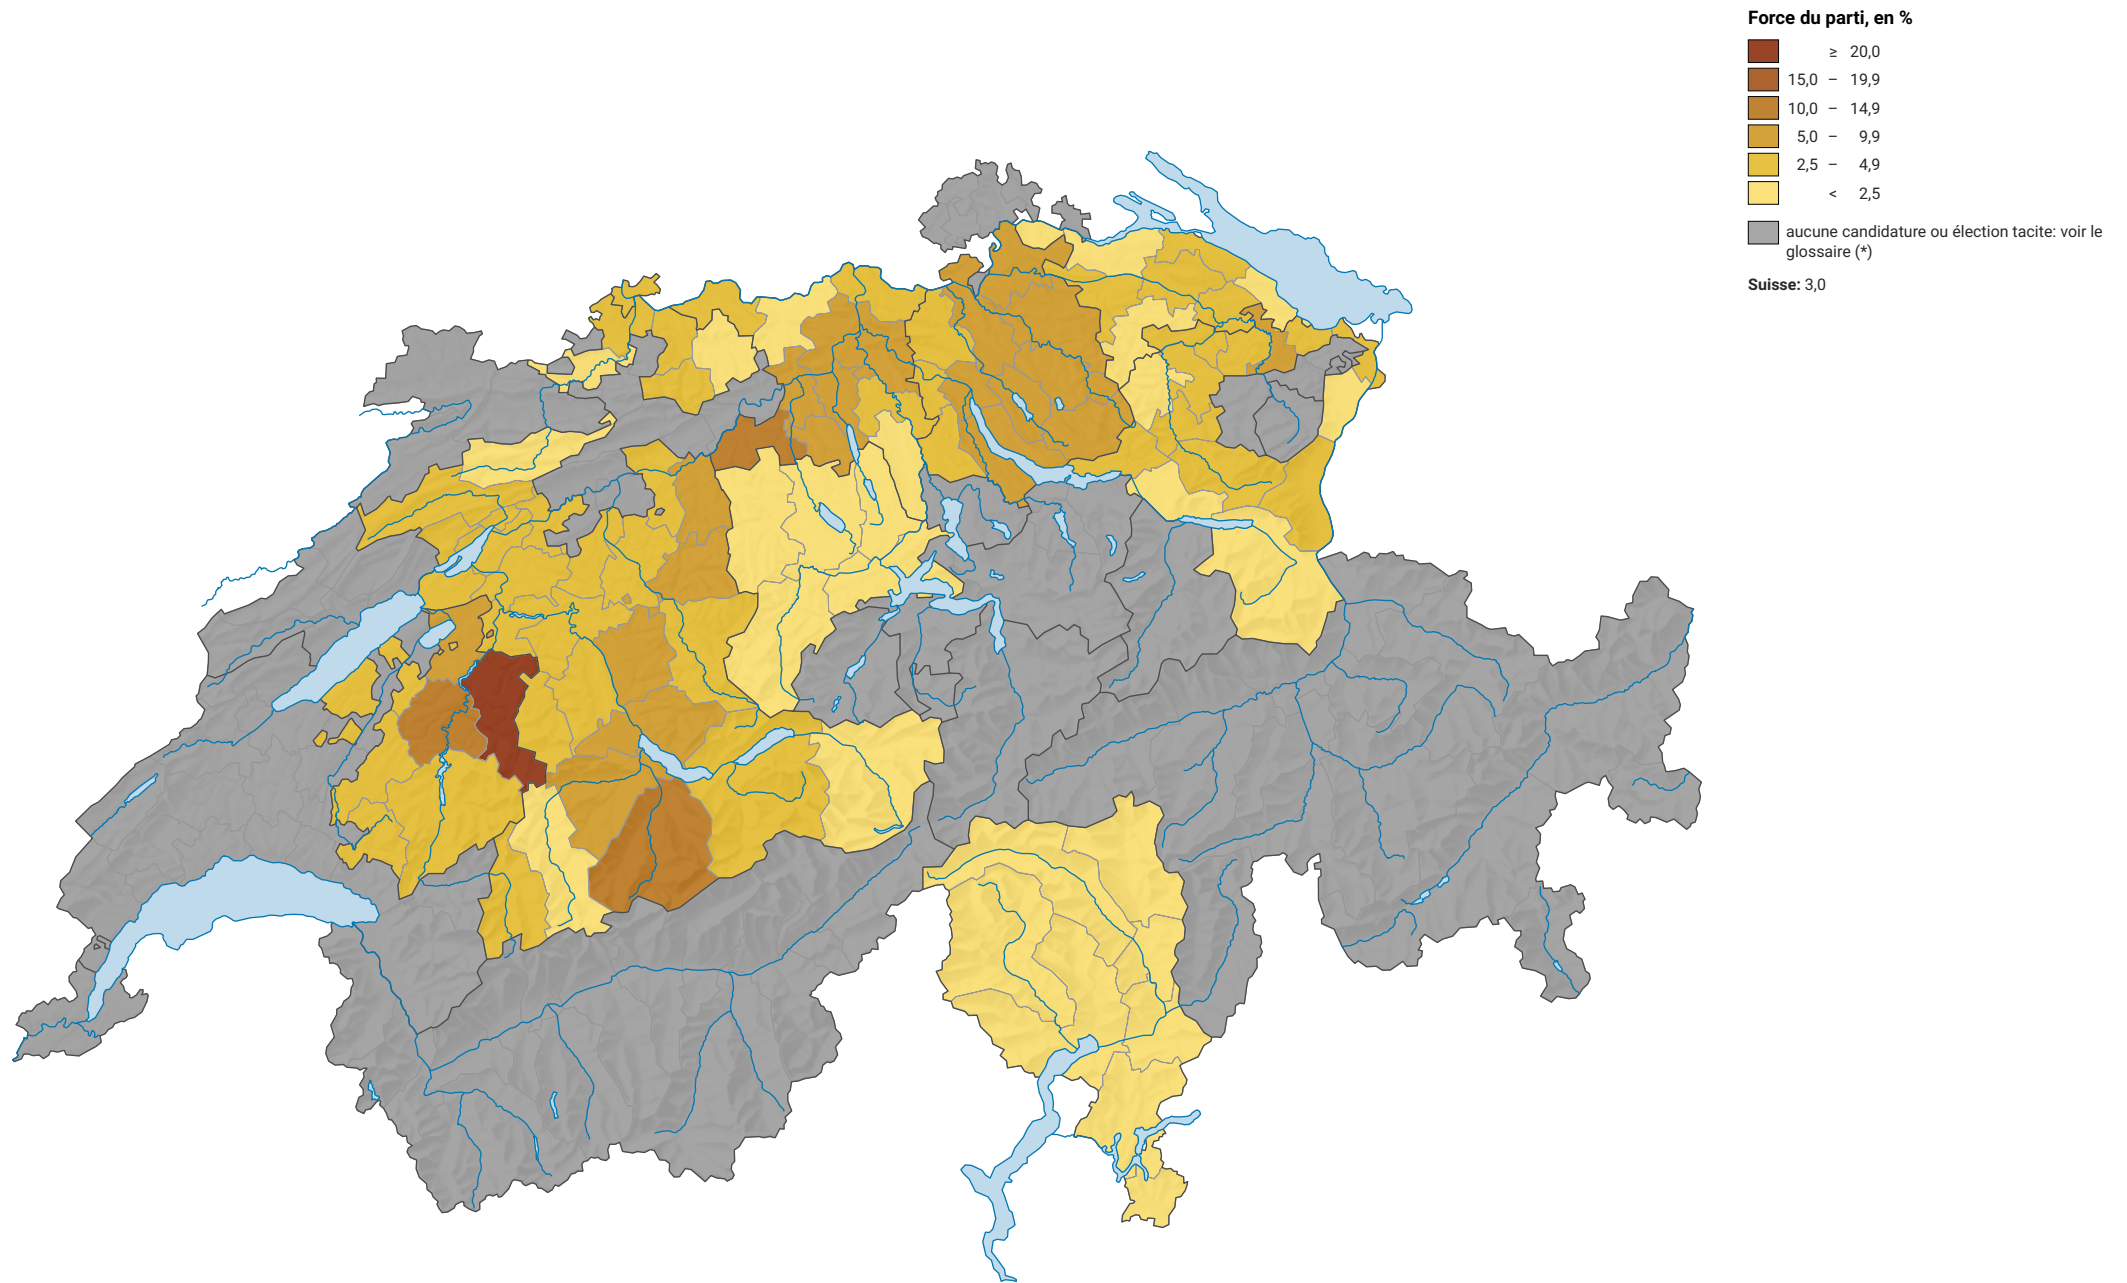 Force du parti, en %
≥ 20,0
15,0 – 19,9
10,0 – 14,9
5,0 – 9,9
2,5 – 4,9
< 2,5
aucune candidature ou élection tacite: voir le
glossaire (*)
Suisse: 3,0